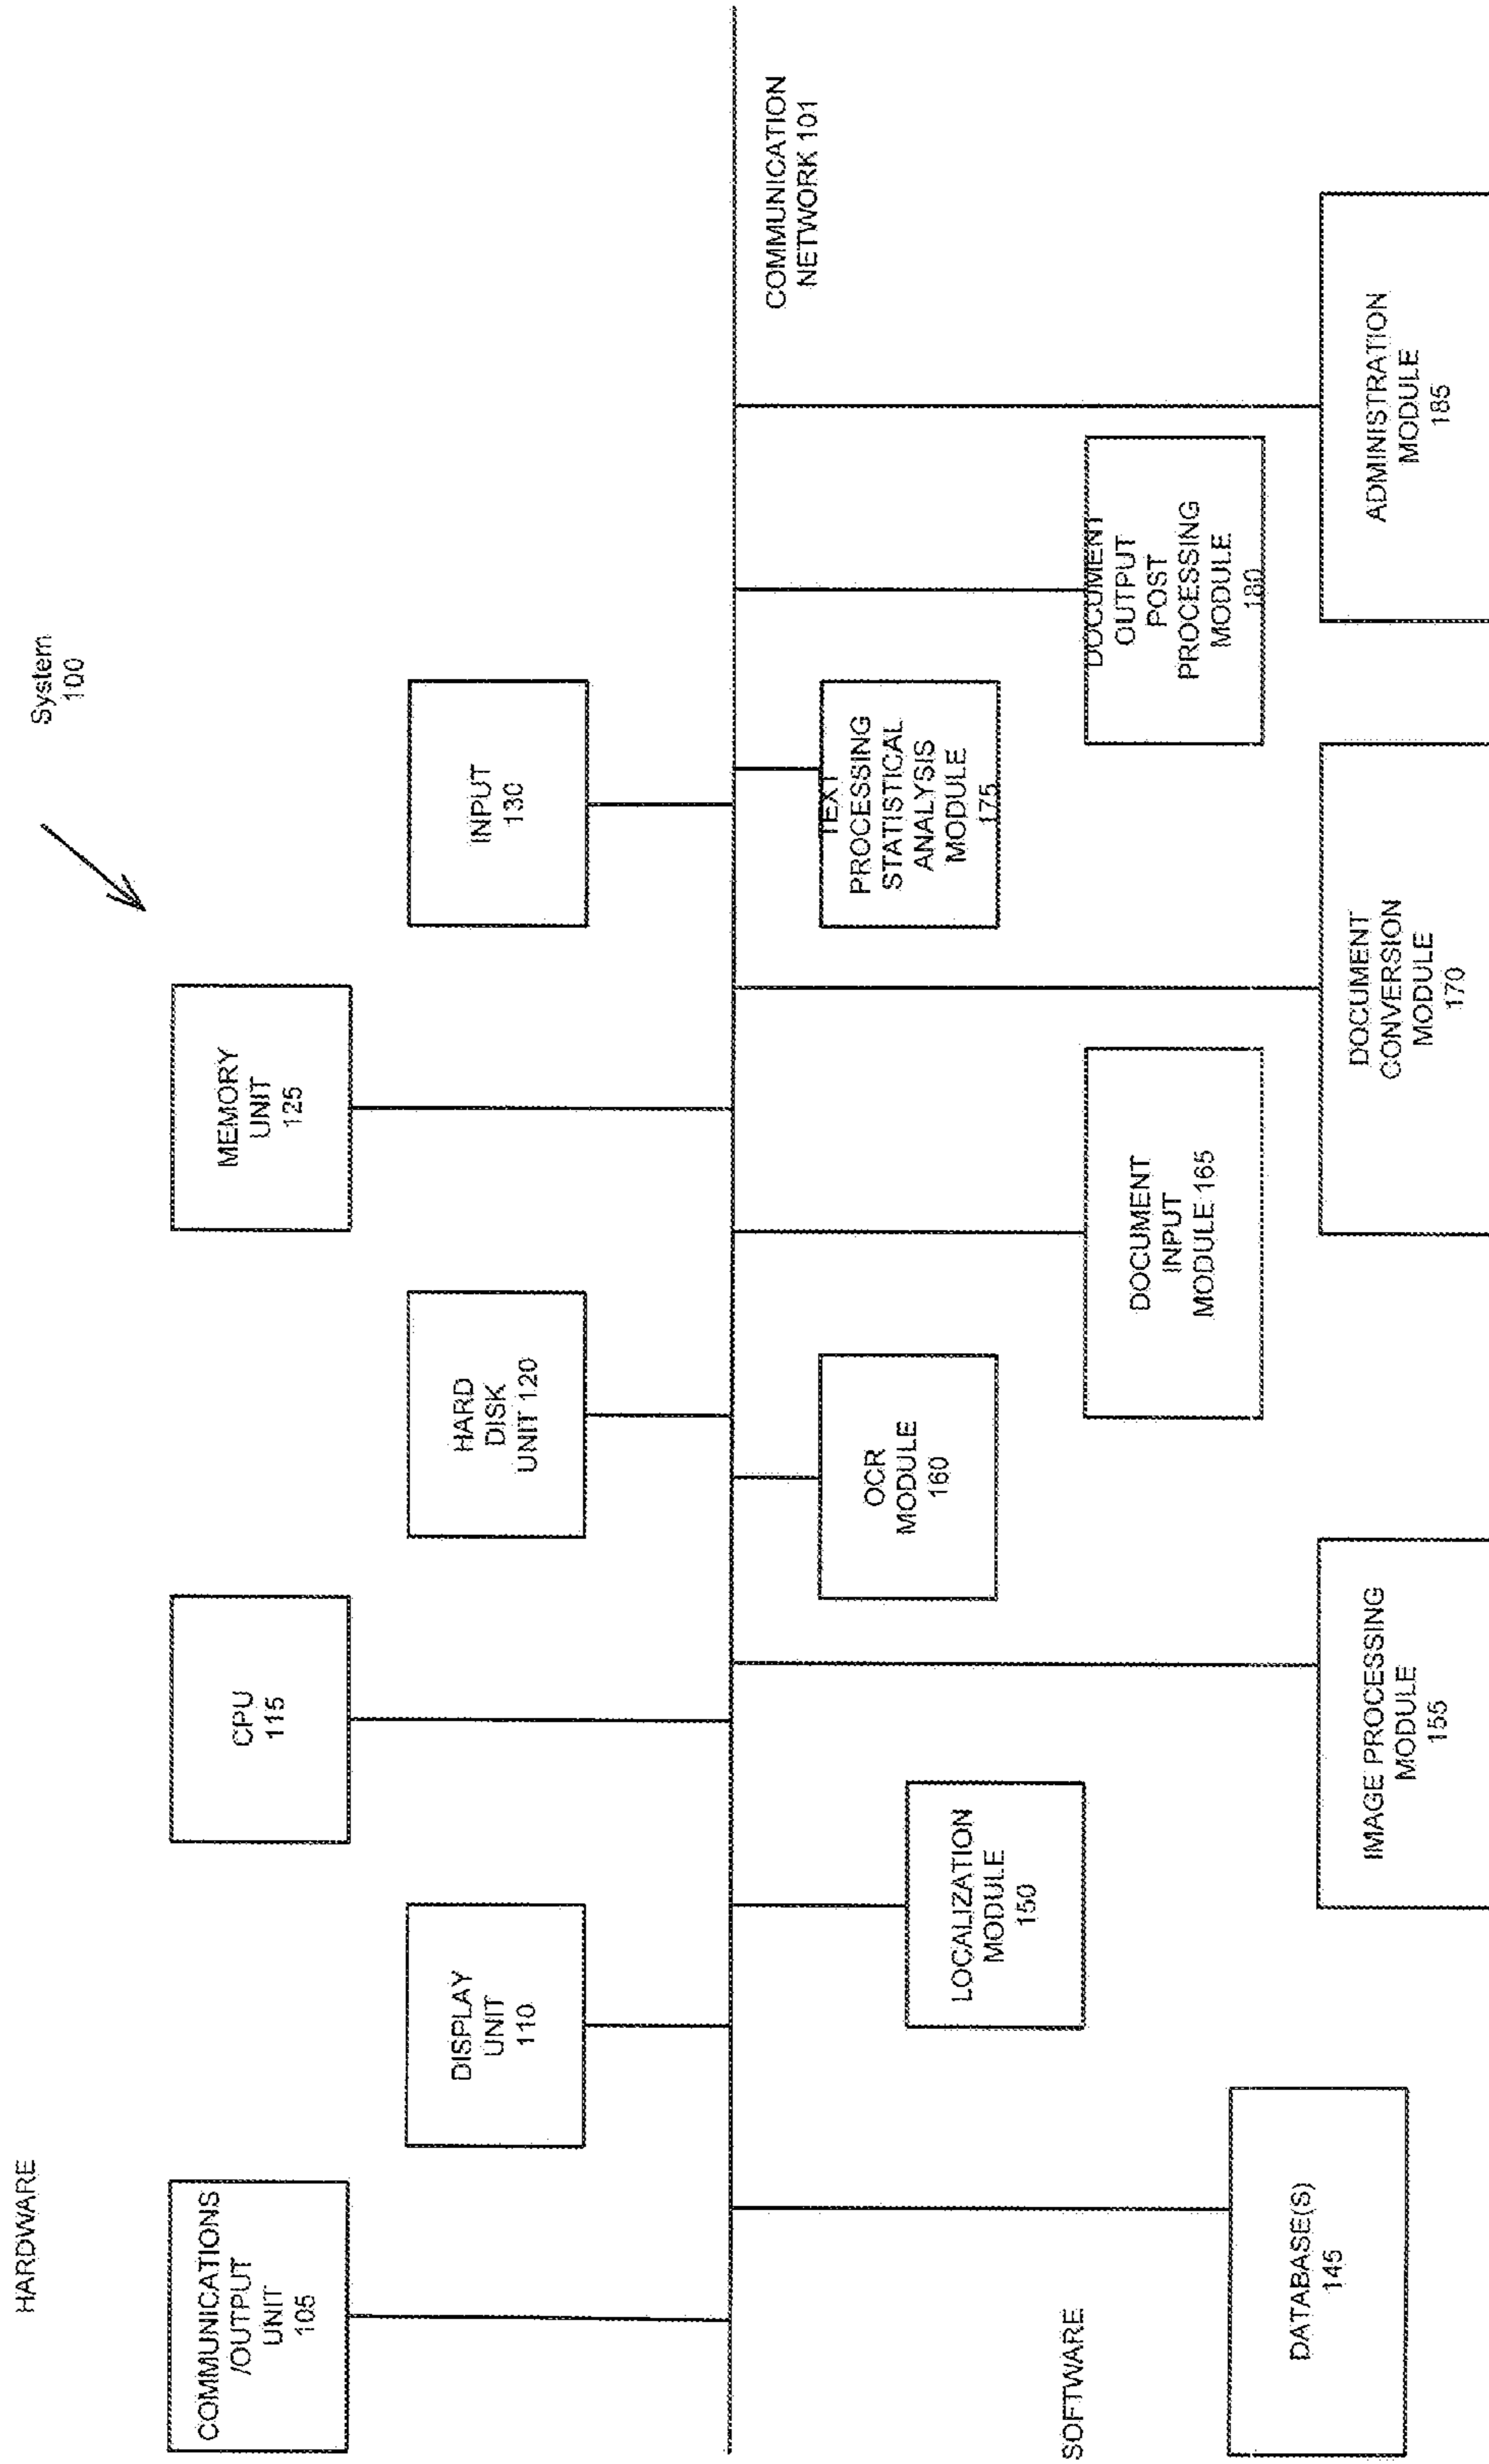 HARDWARE
System
100
COMMUNICATIONS
/OUTPUT
UNIT
105
DISPLAY
UNIT
110
CPU
115
HARD
DISK
UNIT 120
MEMORY
UNIT
125
INPUT
130
COMMUNICATION
NETWORK 101
SOFTWARE
DATABASE(S)
145
LOCALIZATION
MODULE
150
IMAGE PROCESSING
MODULE
155
OCR
MODULE
160
DOCUMENT
INPUT
MODULE 165
DOCUMENT
CONVERSION
MODULE
170
TEXT
PROCESSING
STATISTICAL
ANALYSIS
MODULE
175
DOCUMENT
OUTPUT
POST
PROCESSING
MODULE
180
ADMINISTRATION
MODULE
185